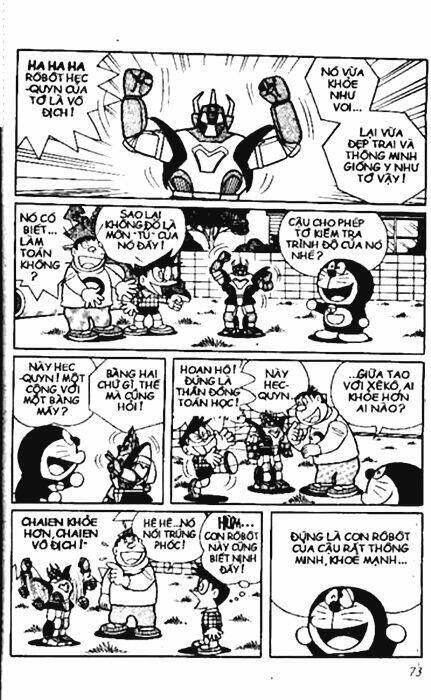 HA HA HA
RÔBỐT HẸC
-QUYN CỦA
TỚ LÀ VÔ
ĐỊCH!
NÓ VỪA
KHỎE
NHƯ
VOI...
LẠI VỪA
ĐẸP TRAI VÀ
THÔNG MINH
GIỐNG Y NHƯ
TỚ VẬY!
NÓ CÓ
BIẾT...
LÀM
TOÁN
KHÔNG?
SAO LẠI
KHÔNG ĐÓ LÀ
MÓN "TỦ" CỦA
NÓ ĐẤY!
CẬU CHO PHÉP
TỚ KIỂM TRA
TRÌNH ĐỘ CỦA NÓ
NHÉ?
NÀY HEC
-QUYN! MỘT
CỘNG VỚI
MỘT BẰNG
MẤY?
BẰNG HAI
CHỨ GÌ, THẾ
MÀ CŨNG
HỎI!
HOAN HÔ!
ĐÚNG LÀ
THẦN ĐỒNG
TOÁN HỌC!
NÀY
HEC-
QUYN...
...GIỮA TAO
VỚI XÊKÔ, AI
KHỎE HƠN
AI NÀO?
CHAIEN KHỎE
HƠN, CHAIEN
VÔ ĐỊCH!
HÊ HÊ...NÓ
NÓI TRÚNG
PHÓC!
HỪM...
CON RÔBỐT
NÀY CŨNG
BIẾT NỊNH
ĐẤY!
ĐÚNG LÀ CON RÔBỐT
CỦA CẬU RẤT THÔNG
MINH, KHOẺ MẠNH...
73